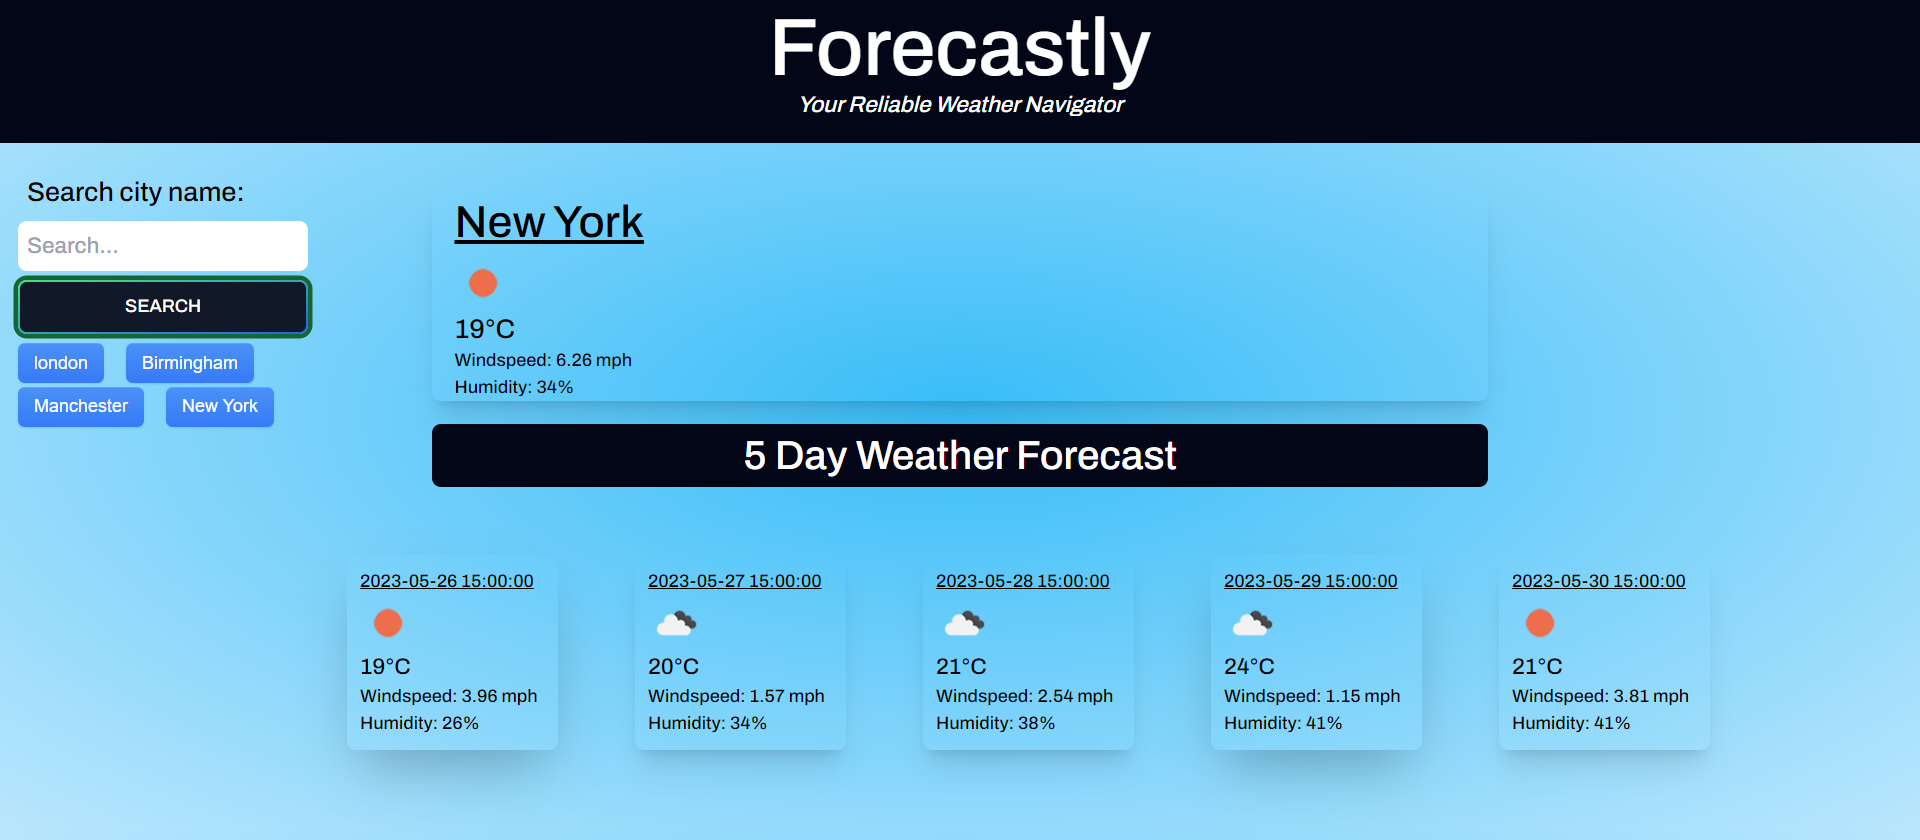 Forecastly
Your Reliable Weather Navigator
Search city name:
Search...
SEARCH
london
Birmingham
Manchester
New York
New York
19°C
Windspeed: 6.26 mph
Humidity: 34%
5 Day Weather Forecast
2023-05-26 15:00:00
19°C
Windspeed: 3.96 mph
Humidity: 26%
2023-05-27 15:00:00
20°C
Windspeed: 1.57 mph
Humidity: 34%
2023-05-28 15:00:00
21°C
Windspeed: 2.54 mph
Humidity: 38%
2023-05-29 15:00:00
24°C
Windspeed: 1.15 mph
Humidity: 41%
2023-05-30 15:00:00
21°C
Windspeed: 3.81 mph
Humidity: 41%